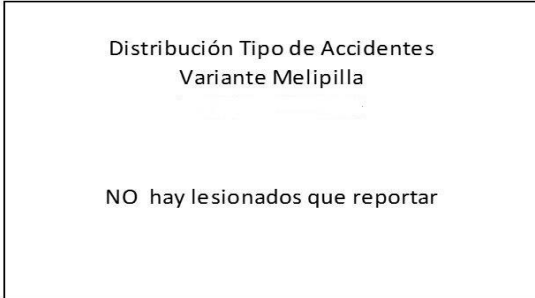 Distribución Tipo de Accidentes
Variante Melipilla
NO hay lesionados que reportar